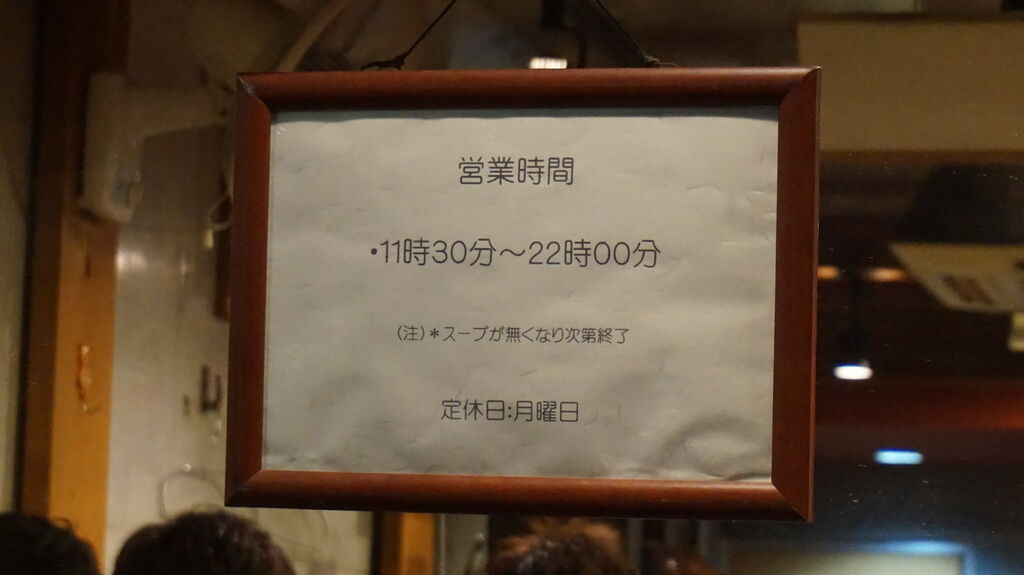 営業時間
・11時30分～22時00分
(注)＊スープが無くなり次第終了
定休日:月曜日